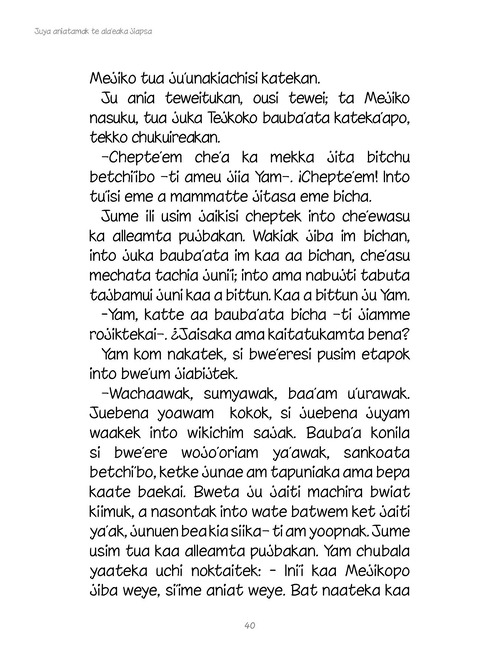 Juya aniatamak te ala'eaka jiapsa
Mejiko tua ju'unakiachisi katekan.
Ju ania teweitukan, ousi tewei; ta Mejiko
nasuku, tua juka Tejkoko bauba'ata kateka'apo,
tekko chukuireakan.
–Chepte'em che'a ka mekka jita bitchu
betchi'ibo –ti ameu jiia Yam–. ¡Chepte'em! Into
tu'isi eme a mammatte jitasa eme bicha.
Jume ili usim jaikisi cheptek into che'ewasu
ka alleamta pujbakan. Wakiak jiba im bichan,
into juka bauba'ata im kaa aa bichan, che'asu
mechata tachia juni'i; into ama nabujti tabuta
tajbamui juni kaa a bittun. Kaa a bittun ju Yam.
-Yam, katte aa bauba'ata bicha –ti jiamme
rojiktekai–. ¿Jaisaka ama kaitatukamta bena?
Yam kom nakatek, si bwe'eresi pusim etapok
into bwe'um jiabijtek.
–Wachaawak, sumyawak, baa'am u'urawak.
Juebena yoawam kokok, si juebena juyam
waakek into wikichim sajak. Bauba'a konila
si bwe'ere wojo'oriam ya'awak, sankoata
betchi'bo, ketke junae am tapuniaka ama bepa
kaate baekai. Bweta ju jaiti machira bwiat
kiimuk, a nasontak into wate batwem ket jaiti
ya'ak, junuen bea kia siika– ti am yoopnak. Jume
usim tua kaa alleamta pujbakan. Yam chubala
yaateka uchi noktaitek: - Ini'i kaa Mejikopo
jiba weye, si'ime aniat weye. Bat naateka kaa
40